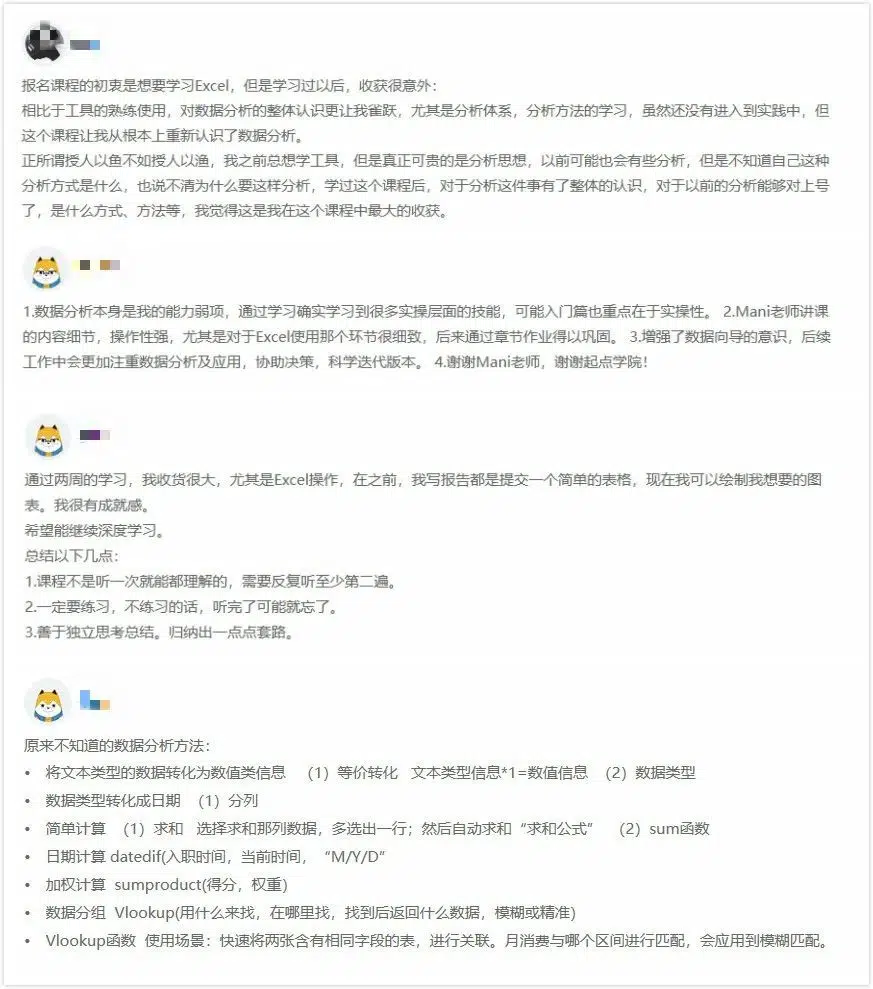 报名课程的初衷是想要学习Excel，但是学习过以后，收获很意外：
相比于工具的熟练使用，对数据分析的整体认识更让我雀跃，尤其是分析体系，分析方法的学习，虽然还没有进入到实践中，但
这个课程让我从根本上重新认识了数据分析。
正所谓授人以鱼不如授人以渔，我之前总想学工具，但是真正可贵的是分析思想，以前可能也会有些分析，但是不知道自己这种
分析方式是什么，也说不清为什么要这样分析，学过这个课程后，对于分析这件事有了整体的认识，对于以前的分析能够对上号
了，是什么方式、方法等，我觉得这是我在这个课程中最大的收获。
1.数据分析本身是我的能力弱项，通过学习确实学习到很多实操层面的技能，可能入门篇也重点在于实操性。 2.Mani老师讲课
的内容细节，操作性强，尤其是对于Excel使用那个环节很细致，后来通过章节作业得以巩固。 3.增强了数据向导的意识，后续
工作中会更加注重数据分析及应用，协助决策，科学迭代版本。 4.谢谢Mani老师，谢谢起点学院！
通过两周的学习，我收货很大，尤其是Excel操作，在之前，我写报告都是提交一个简单的表格，现在我可以绘制我想要的图
表。我很有成就感。
希望能继续深度学习。
总结以下几点：
1.课程不是听一次就能都理解的，需要反复听至少第二遍。
2.一定要练习，不练习的话，听完了可能就忘了。
3.善于独立思考总结。归纳出一点点套路。
原来不知道的数据分析方法：
• 将文本类型的数据转化为数值类信息 （1）等价转化 文本类型信息*1=数值信息 （2）数据类型
• 数据类型转化成日期 （1）分列
• 简单计算 （1）求和 选择求和那列数据，多选出一行；然后自动求和“求和公式” （2）sum函数
• 日期计算 datedif(入职时间，当前时间，“M/Y/D”
• 加权计算 sumproduct(得分，权重)
• 数据分组 Vlookup(用什么来找，在哪里找，找到后返回什么数据，模糊或精准)
• Vlookup函数 使用场景：快速将两张含有相同字段的表，进行关联。月消费与哪个区间进行匹配，会应用到模糊匹配。